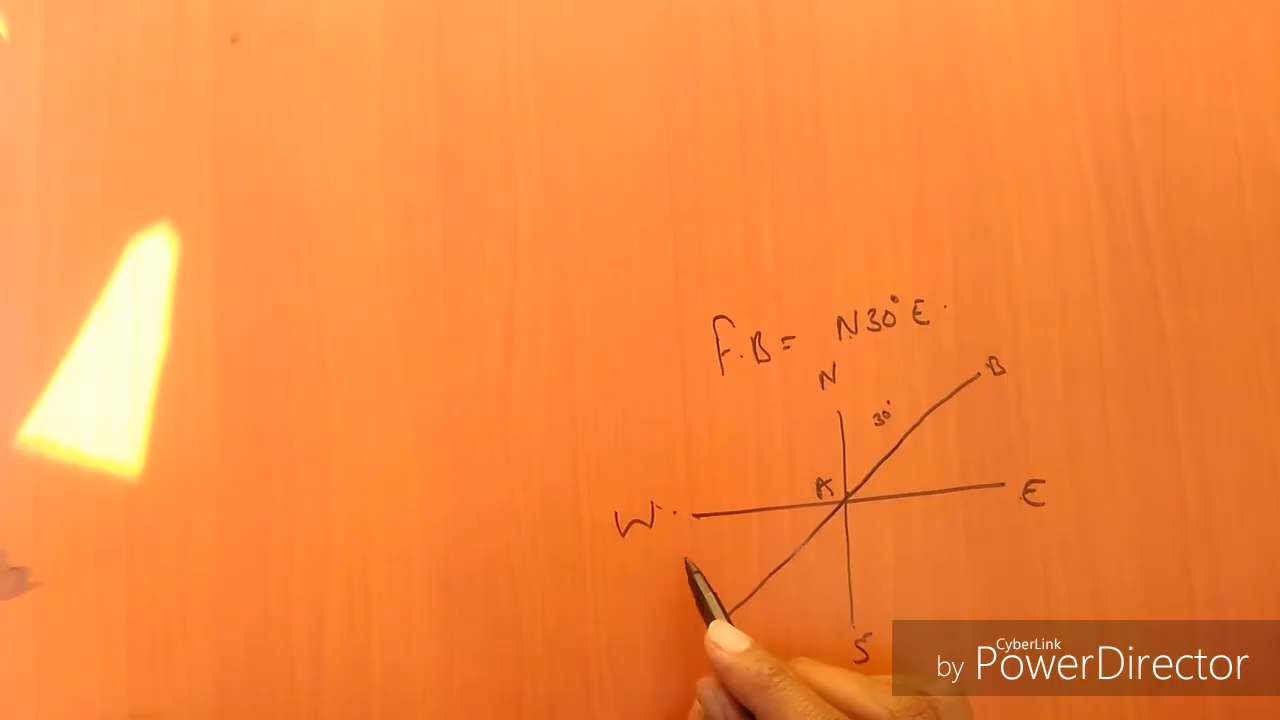 F.B = N30°E.
N
B
30°
A
W
E
S
CyberLink
by PowerDirector